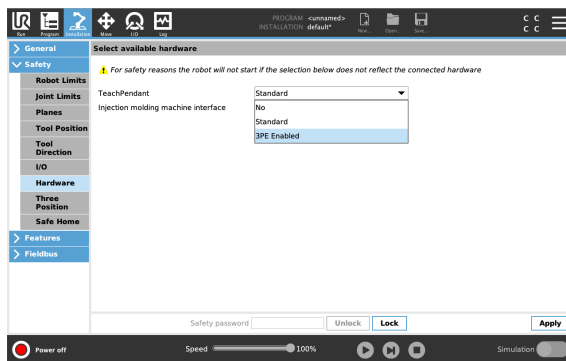 PROGRAM <unnamed>
INSTALLATION default*
UR
Run
Program
Installation
Move
I/O
Log
New...
Open...
Save...
C C
C C
General
Safety
Robot Limits
Joint Limits
Planes
Tool Position
Tool
Direction
I/O
Hardware
Three
Position
Safe Home
Features
Fieldbus
Select available hardware
For safety reasons the robot will not start if the selection below does not reflect the connected hardware
TeachPendant
Standard
Injection molding machine interface
No
Standard
3PE Enabled
Safety password
Unlock
Lock
Apply
Power off
Speed
100%
Simulation